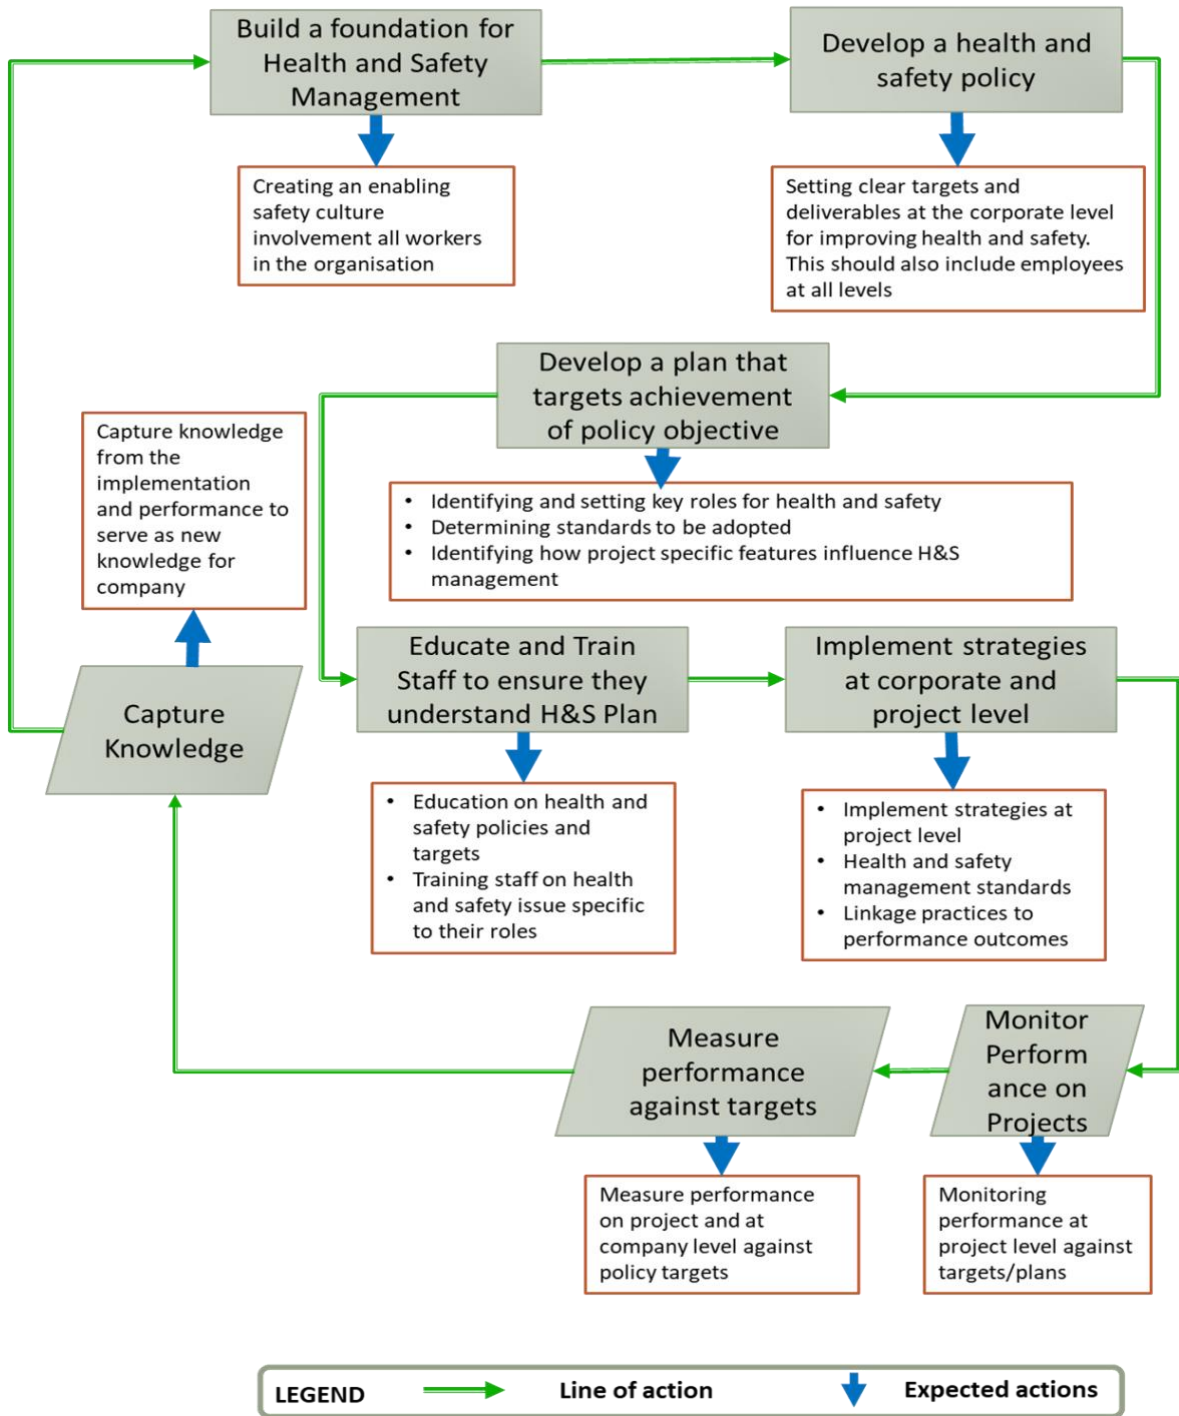 Build a foundation for
Health and Safety
Management
Develop a health and
safety policy
Creating an enabling
safety culture
involvement all workers
in the organisation
Setting clear targets and
deliverables at the corporate level
for improving health and safety.
This should also include employees
at all levels
Develop a plan that
targets achievement
of policy objective
• Identifying and setting key roles for health and safety
• Determining standards to be adopted
• Identifying how project specific features influence H&S
management
Capture knowledge
from the
implementation
and performance to
serve as new
knowledge for
company
Capture
Knowledge
Educate and Train
Staff to ensure they
understand H&S Plan
Implement strategies
at corporate and
project level
• Education on health and
safety policies and
targets
• Training staff on health
and safety issue specific
to their roles
• Implement strategies at
project level
• Health and safety
management standards
• Linkage practices to
performance outcomes
Measure
performance
against targets
Monitor
Perform
ance on
Projects
Measure performance
on project and at
company level against
policy targets
Monitoring
performance at
project level against
targets/plans
LEGEND Line of action Expected actions